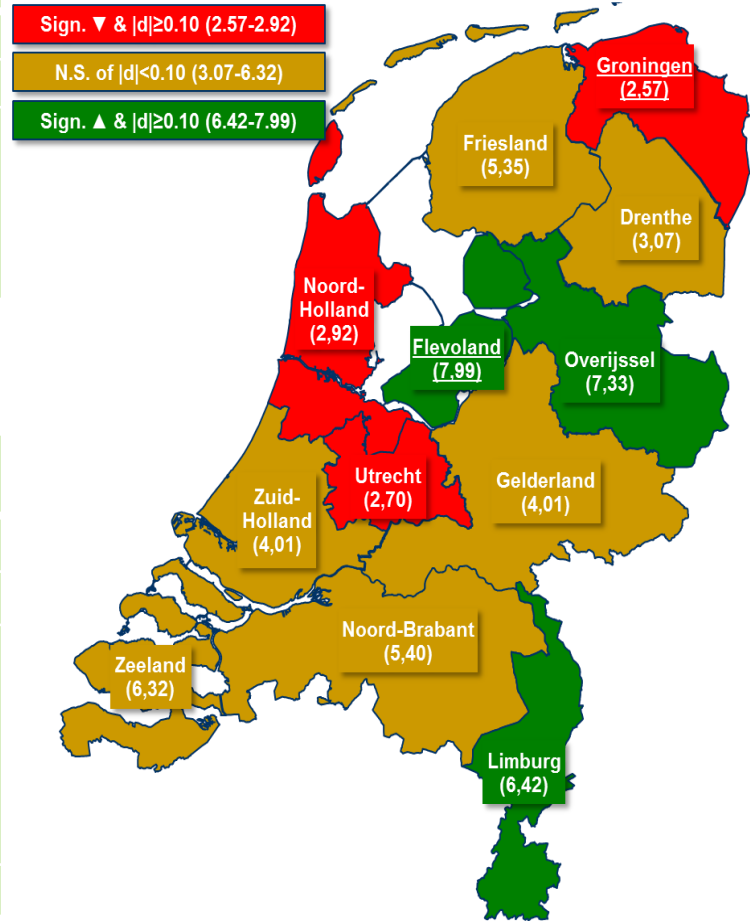 Sign. ▼ & |d|≥0.10 (2.57-2.92)
N.S. of |d|<0.10 (3.07-6.32)
Sign. ▲ & |d|≥0.10 (6.42-7.99)
Groningen
(2,57)
Friesland
(5,35)
Drenthe
(3,07)
Noord-
Holland
(2,92)
Flevoland
(7,99)
Overijssel
(7,33)
Utrecht
(2,70)
Gelderland
(4,01)
Zuid-
Holland
(4,01)
Noord-Brabant
(5,40)
Zeeland
(6,32)
Limburg
(6,42)